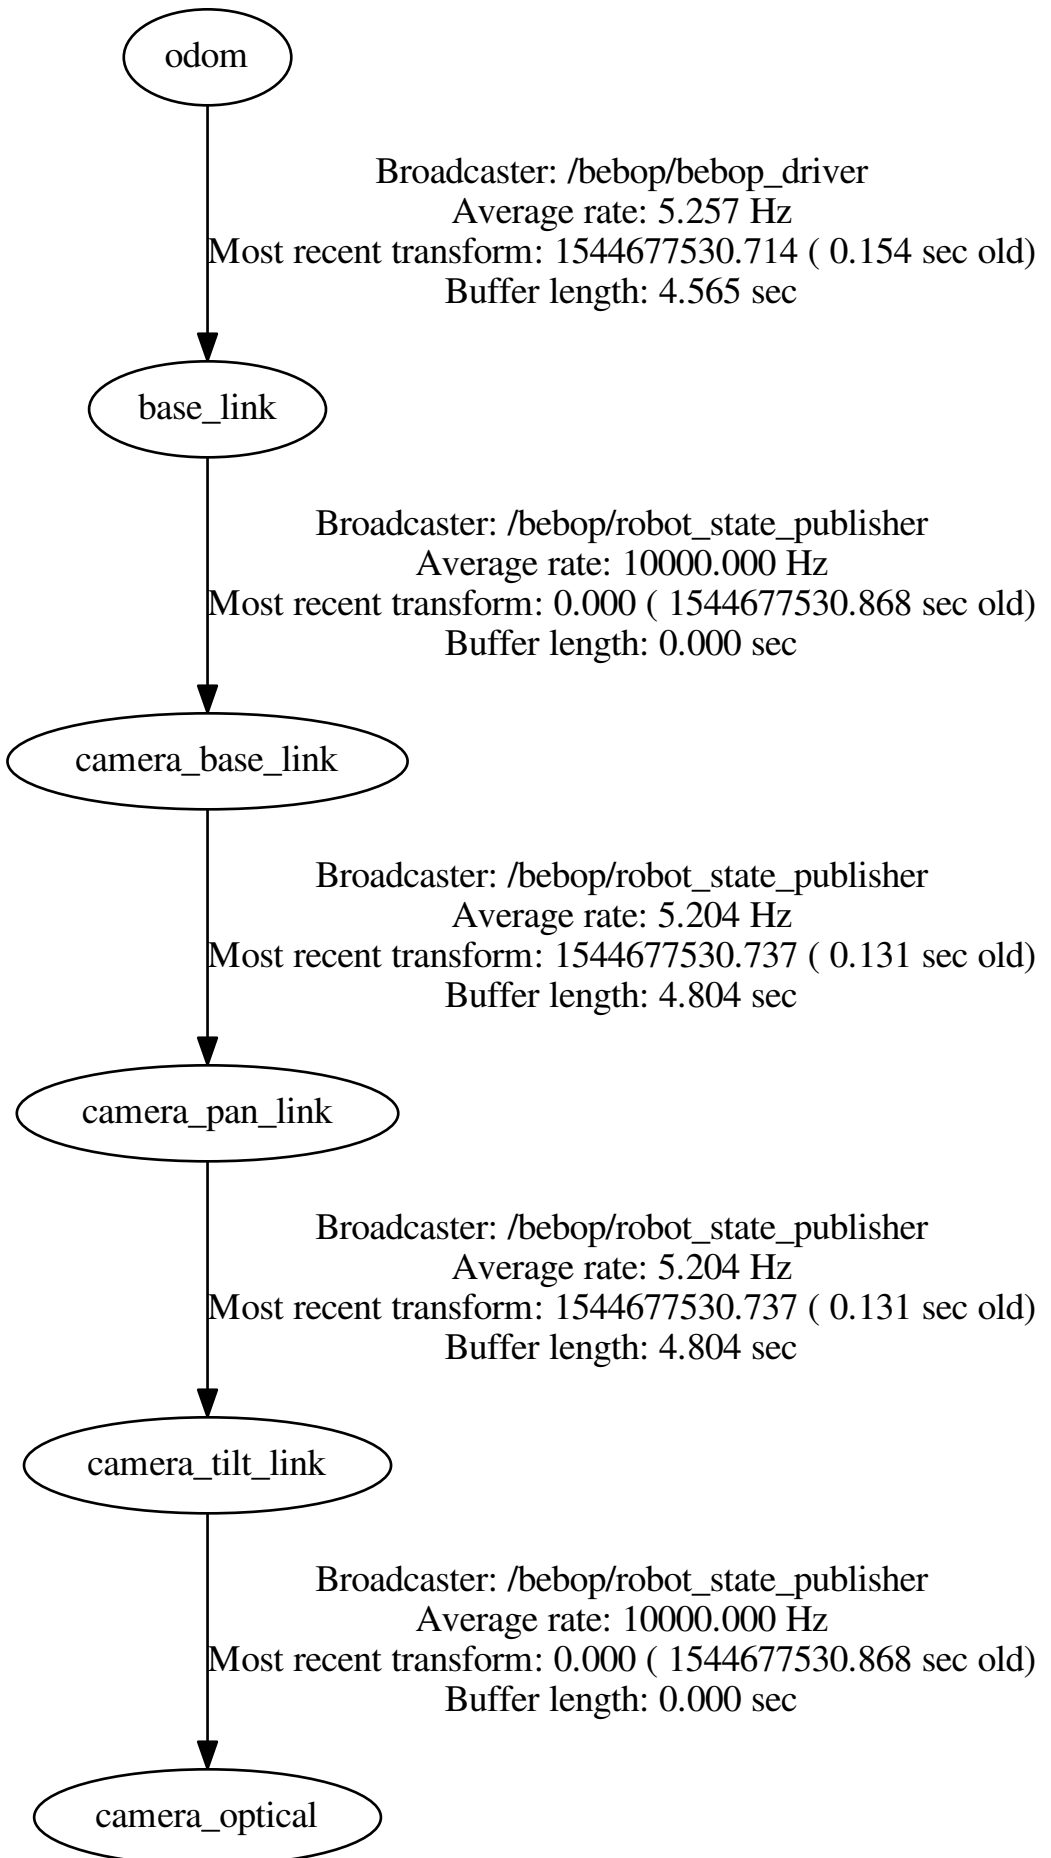 odom
Broadcaster: /bebop/bebop_driver
Average rate: 5.257 Hz
Most recent transform: 1544677530.714 ( 0.154 sec old)
Buffer length: 4.565 sec
base_link
Broadcaster: /bebop/robot_state_publisher
Average rate: 10000.000 Hz
Most recent transform: 0.000 ( 1544677530.868 sec old)
Buffer length: 0.000 sec
camera_base_link
Broadcaster: /bebop/robot_state_publisher
Average rate: 5.204 Hz
Most recent transform: 1544677530.737 ( 0.131 sec old)
Buffer length: 4.804 sec
camera_pan_link
Broadcaster: /bebop/robot_state_publisher
Average rate: 5.204 Hz
Most recent transform: 1544677530.737 ( 0.131 sec old)
Buffer length: 4.804 sec
camera_tilt_link
Broadcaster: /bebop/robot_state_publisher
Average rate: 10000.000 Hz
Most recent transform: 0.000 ( 1544677530.868 sec old)
Buffer length: 0.000 sec
camera_optical